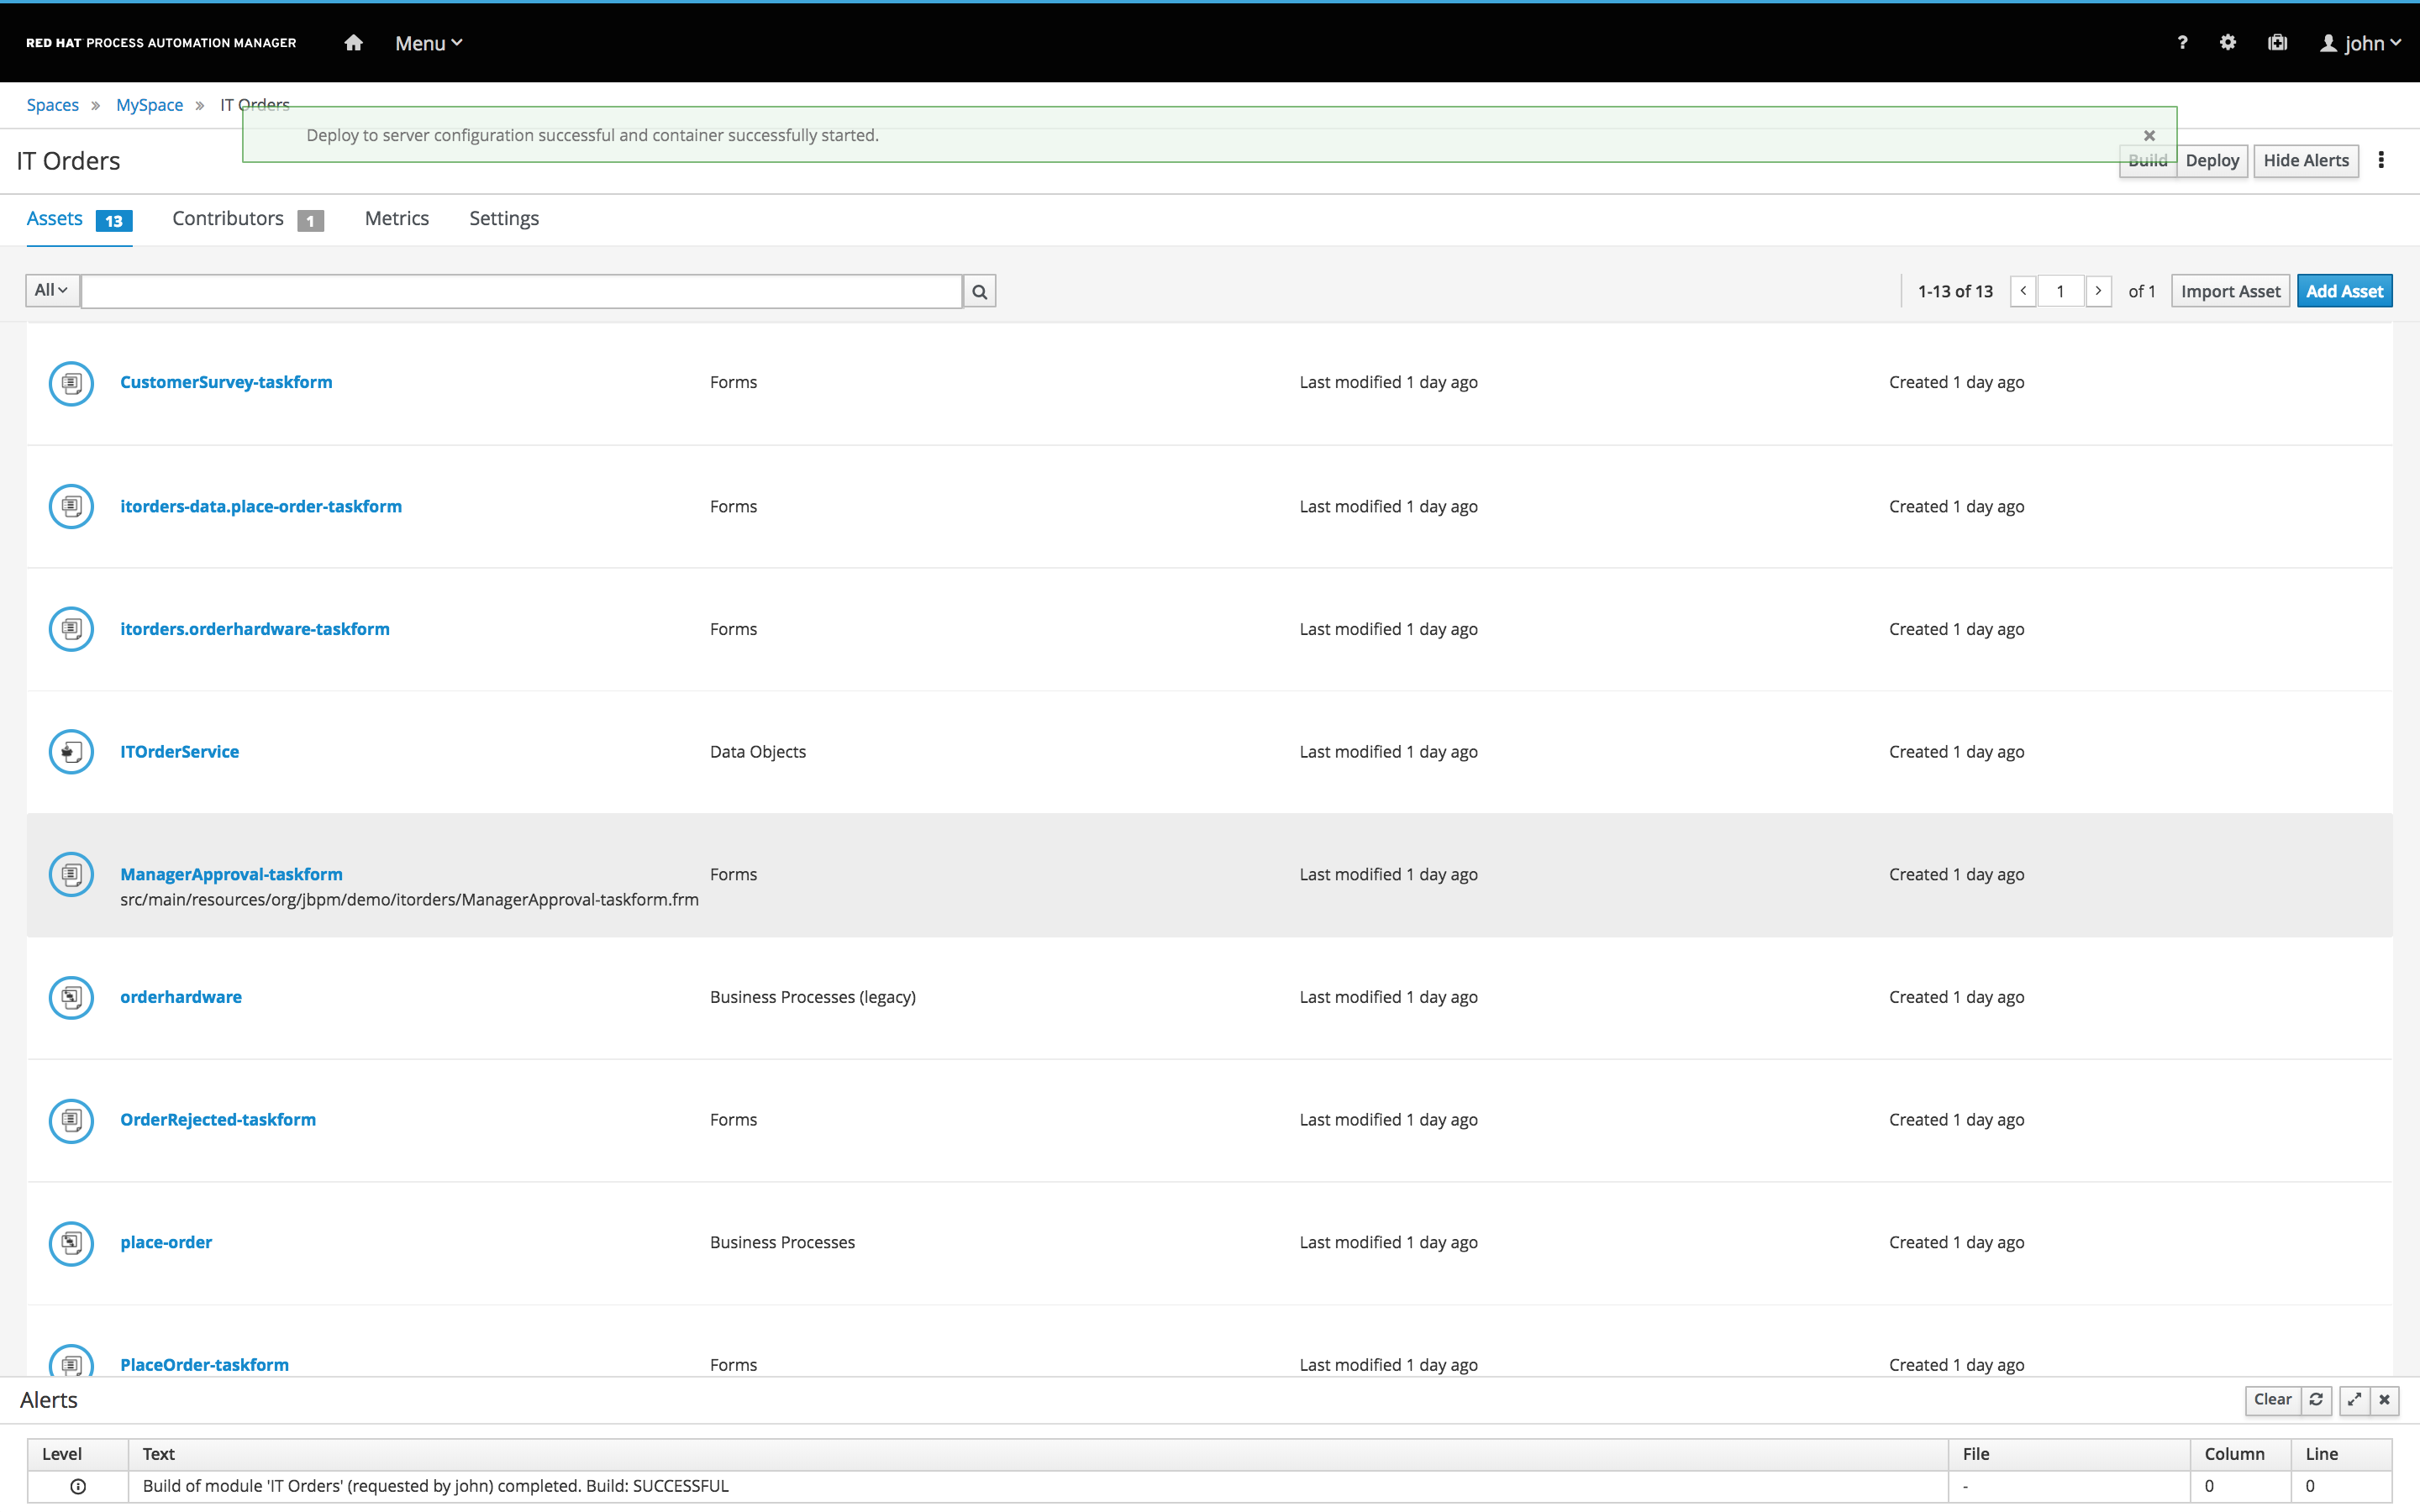 RED HAT PROCESS AUTOMATION MANAGER Menu ? john
Spaces » MySpace » IT Orders
Deploy to server configuration successful and container successfully started.
IT Orders Build Deploy Hide Alerts
Assets 13 Contributors 1 Metrics Settings
All 1-13 of 13 < 1 > of 1 Import Asset Add Asset
CustomerSurvey-taskform Forms Last modified 1 day ago Created 1 day ago
itorders-data.place-order-taskform Forms Last modified 1 day ago Created 1 day ago
itorders.orderhardware-taskform Forms Last modified 1 day ago Created 1 day ago
ITOrderService Data Objects Last modified 1 day ago Created 1 day ago
ManagerApproval-taskform Forms Last modified 1 day ago Created 1 day ago
src/main/resources/org/jbpm/demo/itorders/ManagerApproval-taskform.frm
orderhardware Business Processes (legacy) Last modified 1 day ago Created 1 day ago
OrderRejected-taskform Forms Last modified 1 day ago Created 1 day ago
place-order Business Processes Last modified 1 day ago Created 1 day ago
PlaceOrder-taskform Forms Last modified 1 day ago Created 1 day ago
Alerts Clear
Level Text File Column Line
Build of module 'IT Orders' (requested by john) completed. Build: SUCCESSFUL - 0 0